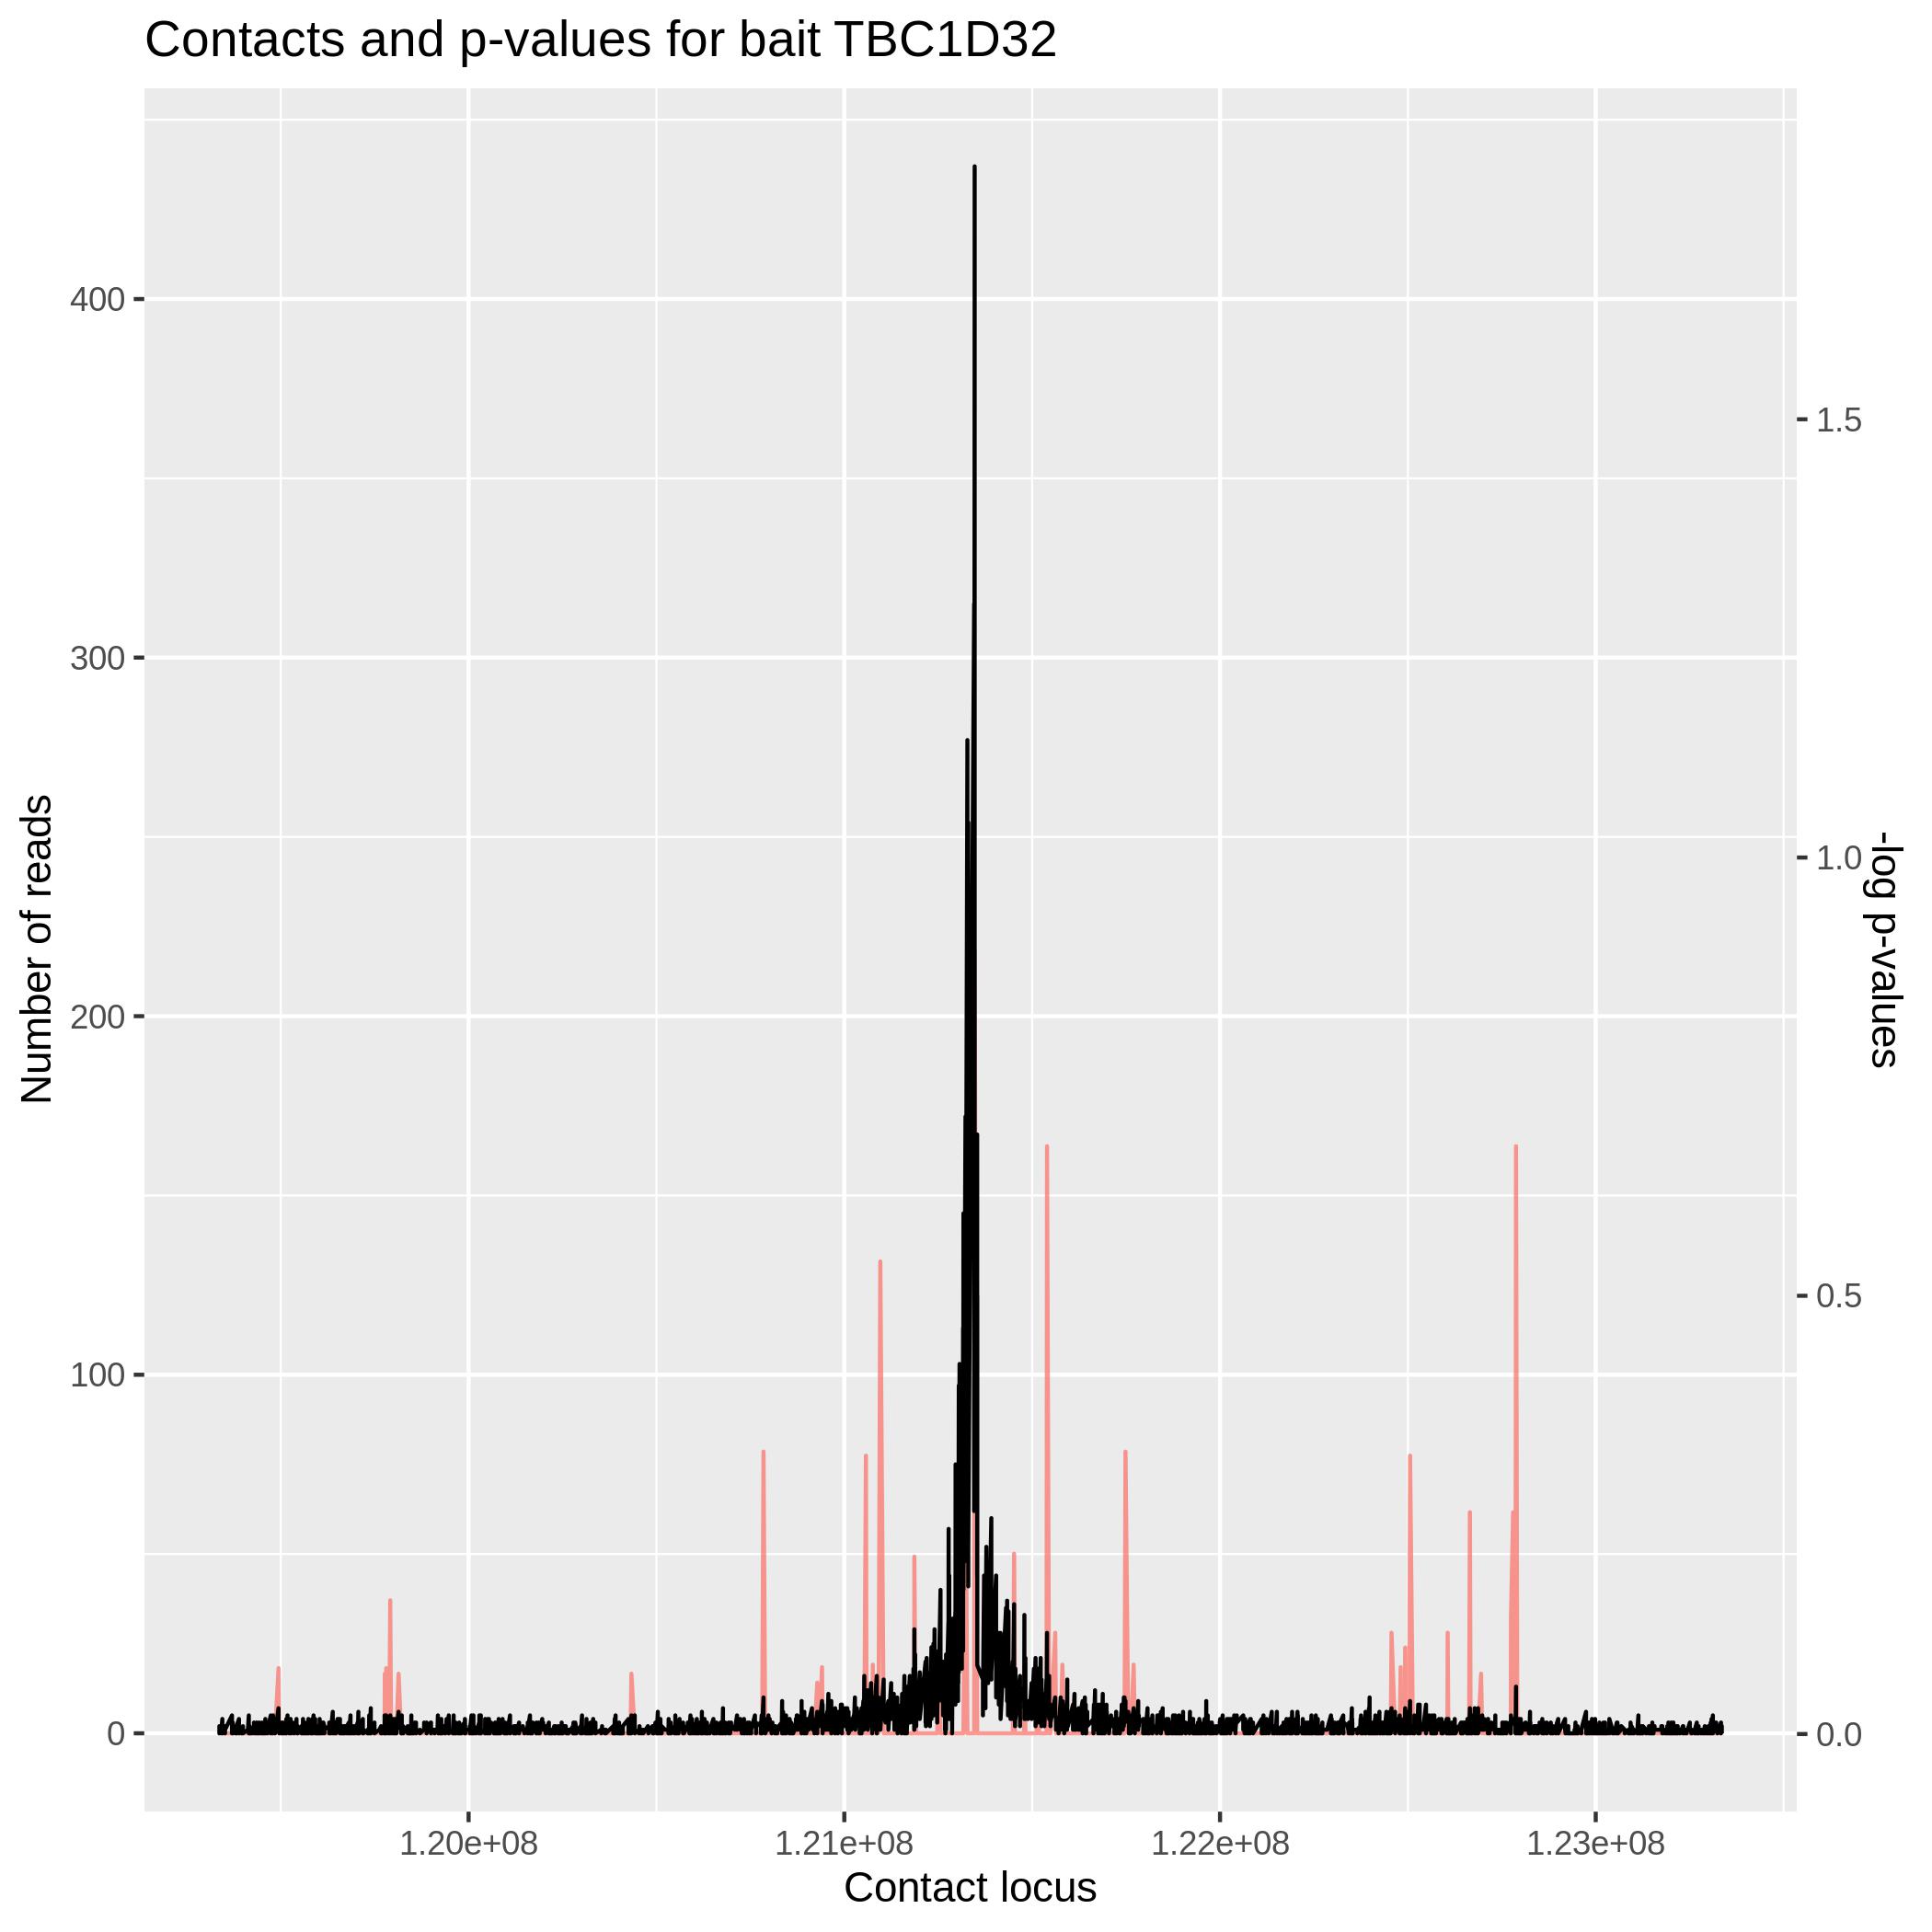 Contacts and p-values for bait TBC1D32
Number of reads
400
300
200
100
0
1.5
1.0
0.5
0.0
-log p-values
1.20e+08
1.21e+08
1.22e+08
1.23e+08
Contact locus